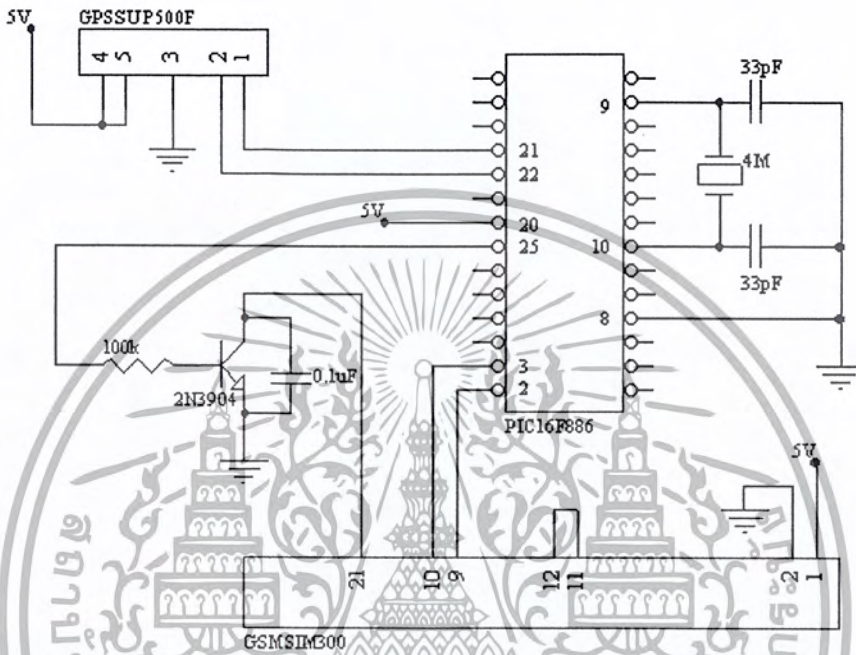 5V
GPSSUP500F
4 5 3 2 1
33pF
9
21
22
4M
5V
20
25
10
33pF
8
100k
0,1uF
3
2N3904
2
PIC16F886
5V
21 10 9 12 11 2 1
GSMSIM300